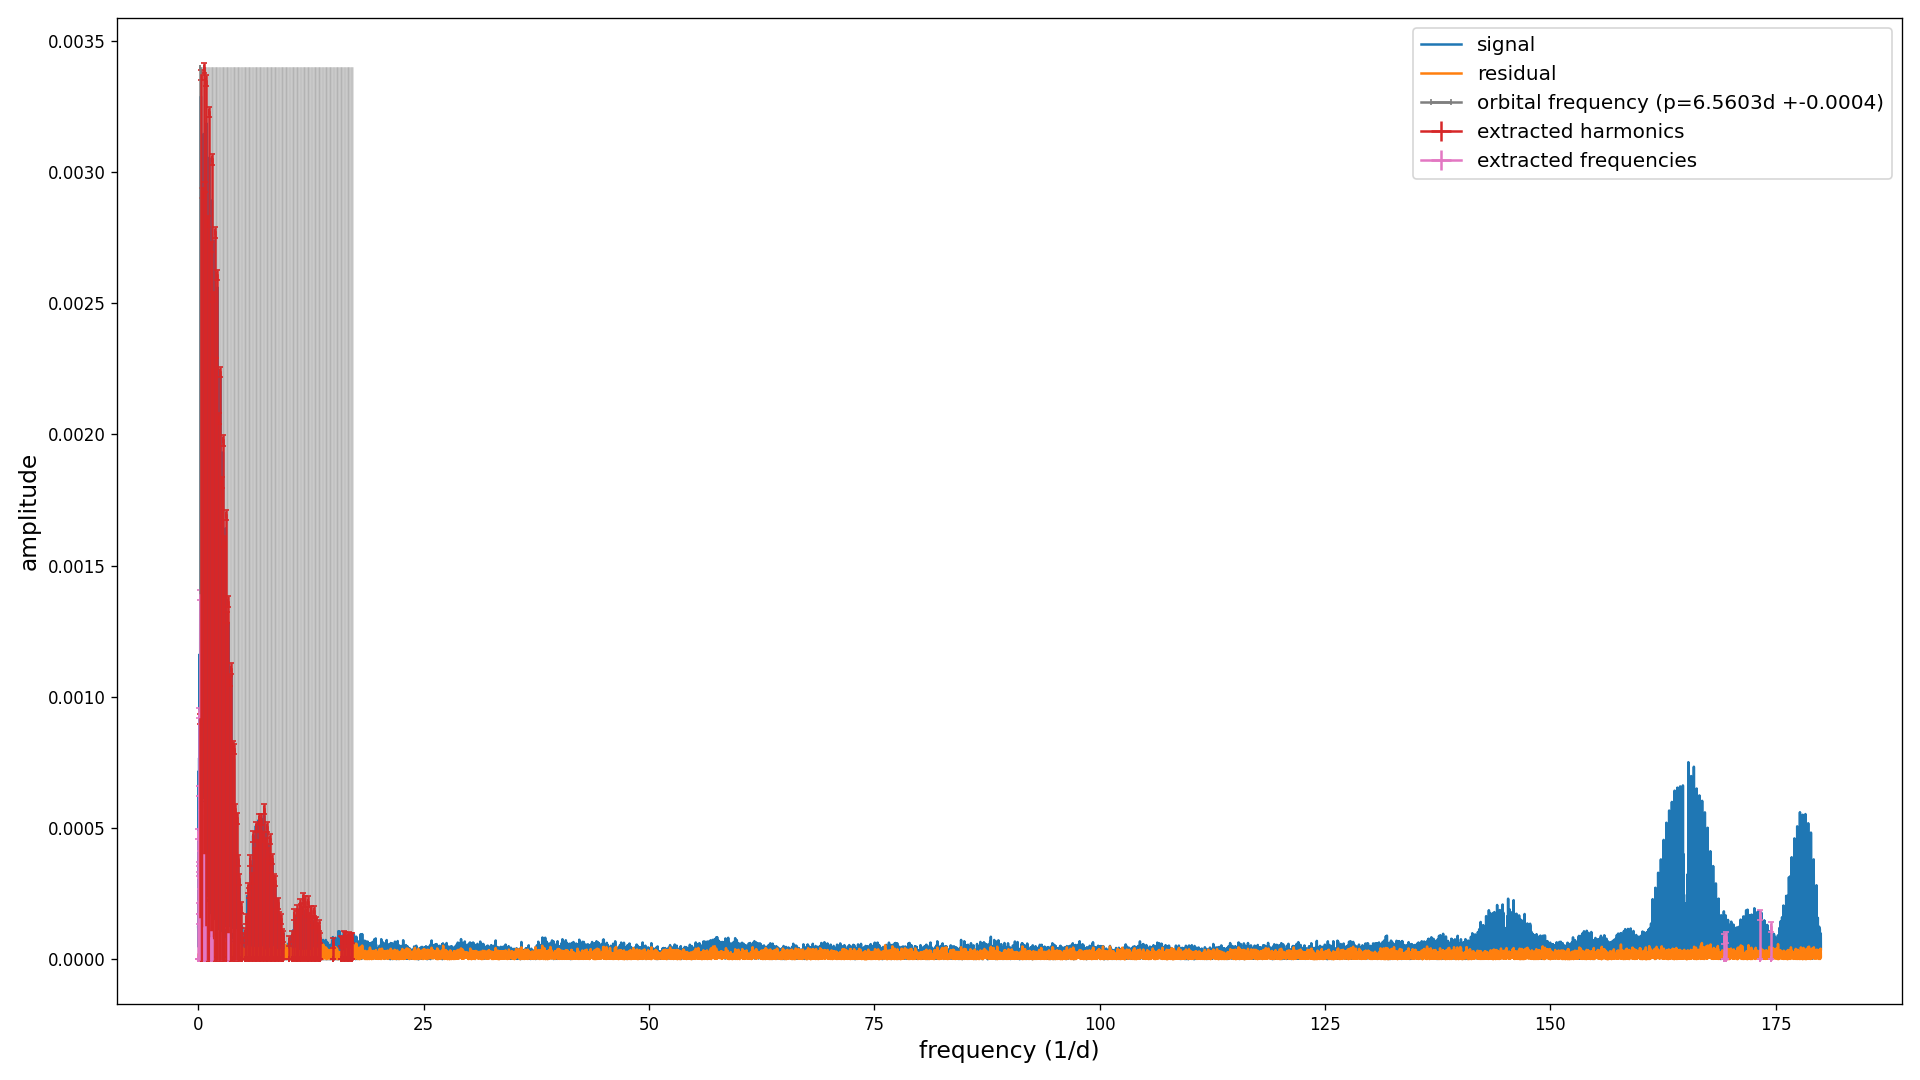 signal
residual
orbital frequency (p=6.5603d +-0.0004)
extracted harmonics
extracted frequencies
0.0035
0.0030
0.0025
0.0020
0.0015
0.0010
0.0005
0.0000
amplitude
0 25 50 75 100 125 150 175
frequency (1/d)